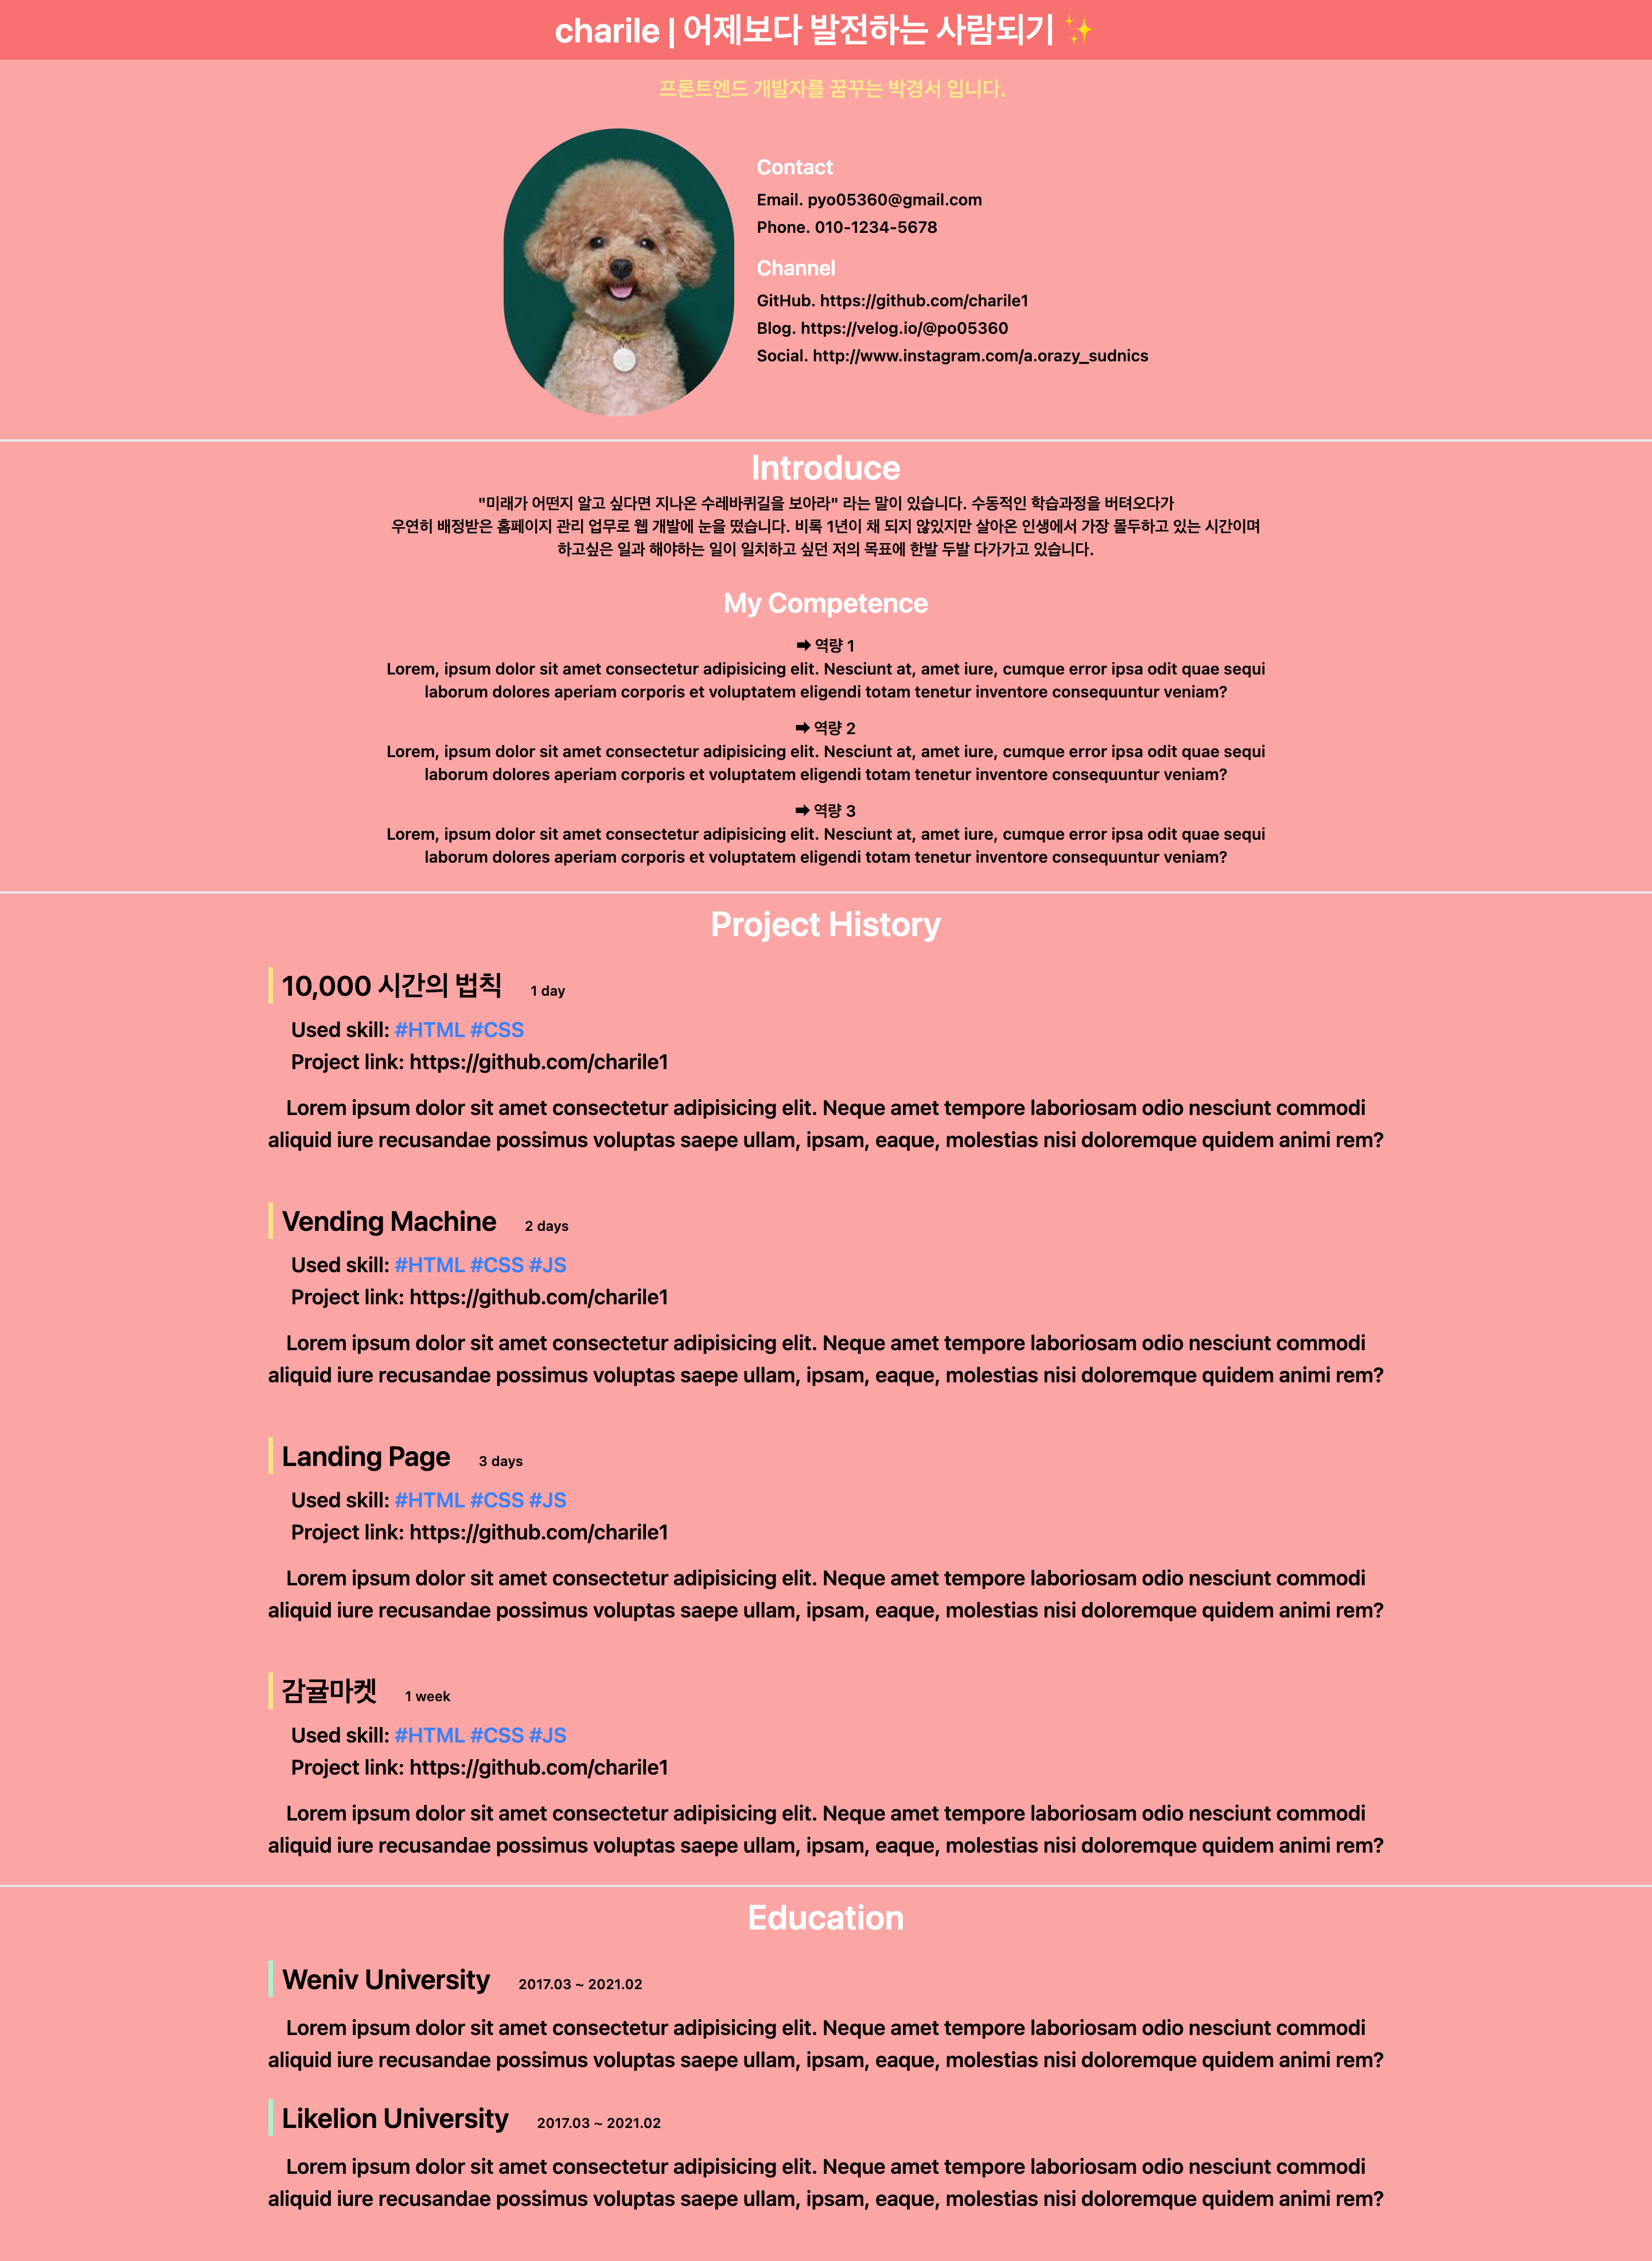 charile | 어제보다 발전하는 사람되기 ✨
프론트엔드 개발자를 꿈꾸는 박경서 입니다.
Contact
Email. pyo05360@gmail.com
Phone. 010-1234-5678
Channel
GitHub. https://github.com/charile1
Blog. https://velog.io/@po05360
Social. http://www.instagram.com/a.orazy_sudnics
Introduce
"미래가 어떤지 알고 싶다면 지나온 수레바퀴길을 보아라" 라는 말이 있습니다. 수동적인 학습과정을 버텨오다가
우연히 배정받은 홈페이지 관리 업무로 웹 개발에 눈을 떴습니다. 비록 1년이 채 되지 않있지만 살아온 인생에서 가장 몰두하고 있는 시간이며
하고싶은 일과 해야하는 일이 일치하고 싶던 저의 목표에 한발 두발 다가가고 있습니다.
My Competence
➡ 역량 1
Lorem, ipsum dolor sit amet consectetur adipisicing elit. Nesciunt at, amet iure, cumque error ipsa odit quae sequi
laborum dolores aperiam corporis et voluptatem eligendi totam tenetur inventore consequuntur veniam?
➡ 역량 2
Lorem, ipsum dolor sit amet consectetur adipisicing elit. Nesciunt at, amet iure, cumque error ipsa odit quae sequi
laborum dolores aperiam corporis et voluptatem eligendi totam tenetur inventore consequuntur veniam?
➡ 역량 3
Lorem, ipsum dolor sit amet consectetur adipisicing elit. Nesciunt at, amet iure, cumque error ipsa odit quae sequi
laborum dolores aperiam corporis et voluptatem eligendi totam tenetur inventore consequuntur veniam?
Project History
10,000 시간의 법칙 1 day
Used skill: #HTML #CSS
Project link: https://github.com/charile1
Lorem ipsum dolor sit amet consectetur adipisicing elit. Neque amet tempore laboriosam odio nesciunt commodi
aliquid iure recusandae possimus voluptas saepe ullam, ipsam, eaque, molestias nisi doloremque quidem animi rem?
Vending Machine 2 days
Used skill: #HTML #CSS #JS
Project link: https://github.com/charile1
Lorem ipsum dolor sit amet consectetur adipisicing elit. Neque amet tempore laboriosam odio nesciunt commodi
aliquid iure recusandae possimus voluptas saepe ullam, ipsam, eaque, molestias nisi doloremque quidem animi rem?
Landing Page 3 days
Used skill: #HTML #CSS #JS
Project link: https://github.com/charile1
Lorem ipsum dolor sit amet consectetur adipisicing elit. Neque amet tempore laboriosam odio nesciunt commodi
aliquid iure recusandae possimus voluptas saepe ullam, ipsam, eaque, molestias nisi doloremque quidem animi rem?
감귤마켓 1 week
Used skill: #HTML #CSS #JS
Project link: https://github.com/charile1
Lorem ipsum dolor sit amet consectetur adipisicing elit. Neque amet tempore laboriosam odio nesciunt commodi
aliquid iure recusandae possimus voluptas saepe ullam, ipsam, eaque, molestias nisi doloremque quidem animi rem?
Education
Weniv University 2017.03 ~ 2021.02
Lorem ipsum dolor sit amet consectetur adipisicing elit. Neque amet tempore laboriosam odio nesciunt commodi
aliquid iure recusandae possimus voluptas saepe ullam, ipsam, eaque, molestias nisi doloremque quidem animi rem?
Likelion University 2017.03 ~ 2021.02
Lorem ipsum dolor sit amet consectetur adipisicing elit. Neque amet tempore laboriosam odio nesciunt commodi
aliquid iure recusandae possimus voluptas saepe ullam, ipsam, eaque, molestias nisi doloremque quidem animi rem?